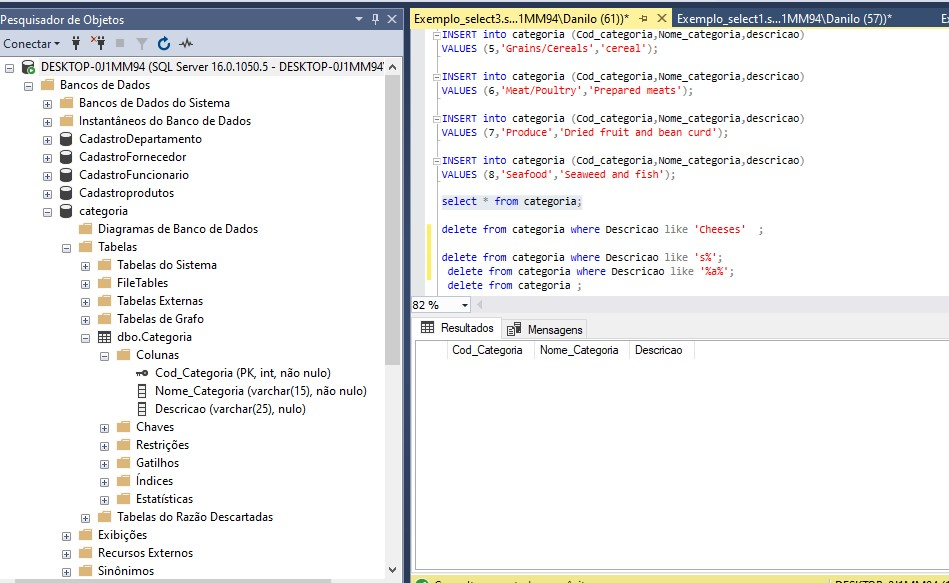 Pesquisador de Objetos
Conectar
DESKTOP-0J1MM94 (SQL Server 16.0.1050.5 - DESKTOP-0J1MM94
Bancos de Dados
Bancos de Dados do Sistema
Instantâneos do Banco de Dados
CadastroDepartamento
CadastroFornecedor
CadastroFuncionario
Cadastroprodutos
categoria
Diagramas de Banco de Dados
Tabelas
Tabelas do Sistema
FileTables
Tabelas Externas
Tabelas de Grafo
dbo.Categoria
Colunas
Cod_Categoria (PK, int, não nulo)
Nome_Categoria (varchar(15), não nulo)
Descricao (varchar(25), nulo)
Chaves
Restrições
Gatilhos
Índices
Estatísticas
Tabelas do Razão Descartadas
Exibições
Recursos Externos
Sinônimos
Exemplo_select3.s...1MM94\Danilo (61))*
Exemplo_select1.s...1MM94\Danilo (57))*
INSERT into categoria (Cod_categoria,Nome_categoria,descricao)
VALUES (5,'Grains/Cereals','cereal');
INSERT into categoria (Cod_categoria,Nome_categoria,descricao)
VALUES (6,'Meat/Poultry','Prepared meats');
INSERT into categoria (Cod_categoria,Nome_categoria,descricao)
VALUES (7,'Produce','Dried fruit and bean curd');
INSERT into categoria (Cod_categoria,Nome_categoria,descricao)
VALUES (8,'Seafood','Seaweed and fish');
select * from categoria;
delete from categoria where Descricao like 'Cheeses'  ;
delete from categoria where Descricao like 's%';
delete from categoria where Descricao like '%a%';
delete from categoria ;
82 %
Resultados
Mensagens
Cod_Categoria
Nome_Categoria
Descricao